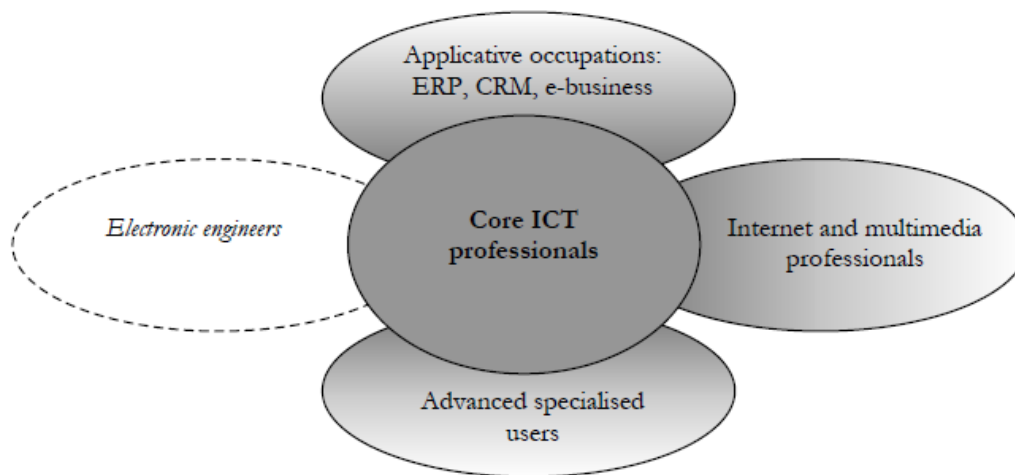 Applicative occupations:
ERP, CRM, e-business
Electronic engineers
Core ICT
professionals
Internet and multimedia
professionals
Advanced specialised
users